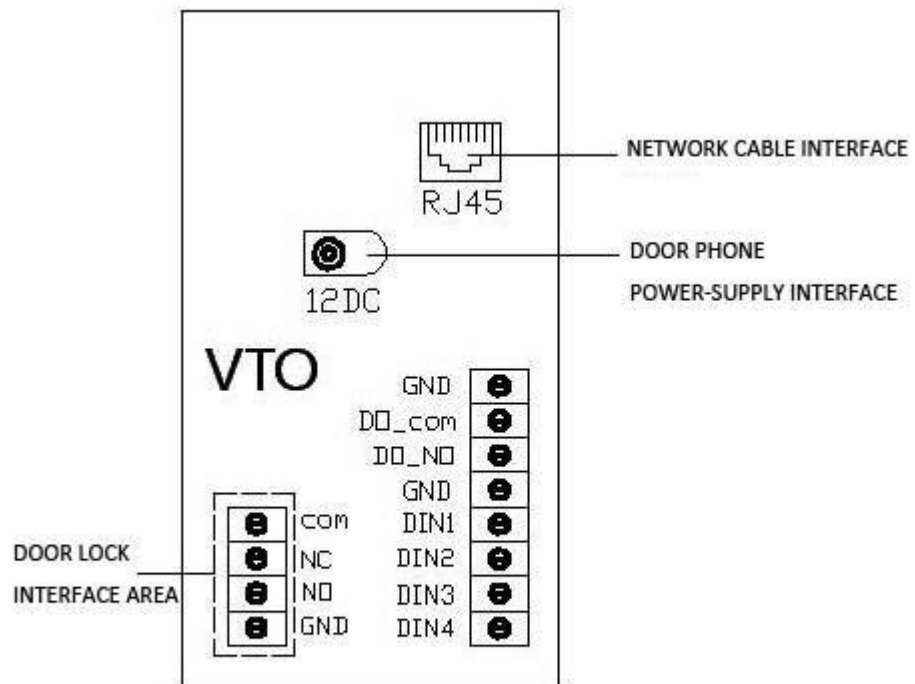 NETWORK CABLE INTERFACE
RJ45
DOOR PHONE
POWER-SUPPLY INTERFACE
12DC
VTO
GND
DO_com
DO_NO
GND
DIN1
DIN2
DIN3
DIN4
com
NC
NO
GND
DOOR LOCK
INTERFACE AREA